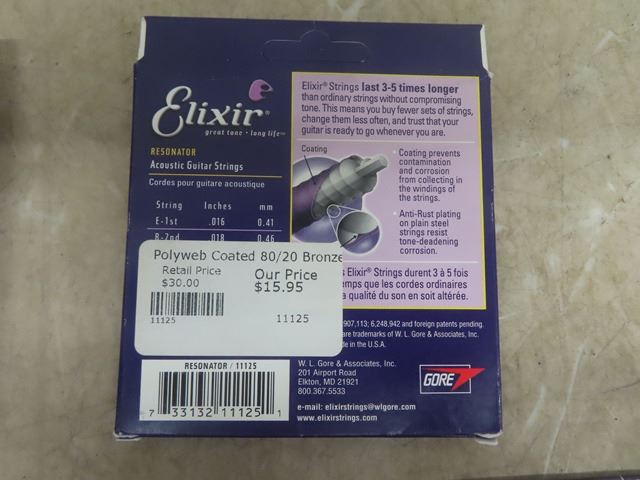 Elixir®
great tone • long life™
RESONATOR
Acoustic Guitar Strings
Cordes pour guitare acoustique
String Inches mm
E-1st .016 0.41
B-2nd .018 0.46
Polyweb Coated 80/20 Bronze
Retail Price Our Price
$30.00 $15.95
11125 11125
RESONATOR / 11125
7 33132 11125 1
Elixir® Strings last 3-5 times longer
than ordinary strings without compromising
tone. This means you buy fewer sets of strings,
change them less often, and trust that your
guitar is ready to go whenever you are.
Coating
• Coating prevents
contamination
and corrosion
from collecting in
the windings of
the strings.
• Anti-Rust plating
on plain steel
strings resists
tone-deadening
corrosion.
s Elixir® Strings durent 3 à 5 fois
emps que les cordes ordinaires
a qualité du son en soit altérée.
907,113; 6,248,942 and foreign patents pending.
are trademarks of W. L. Gore & Associates, Inc.
de in the U.S.A.
W. L. Gore & Associates, Inc.
201 Airport Road
Elkton, MD 21921
800.367.5533
GORE
e-mail: elixirstrings@wlgore.com
www.elixirstrings.com